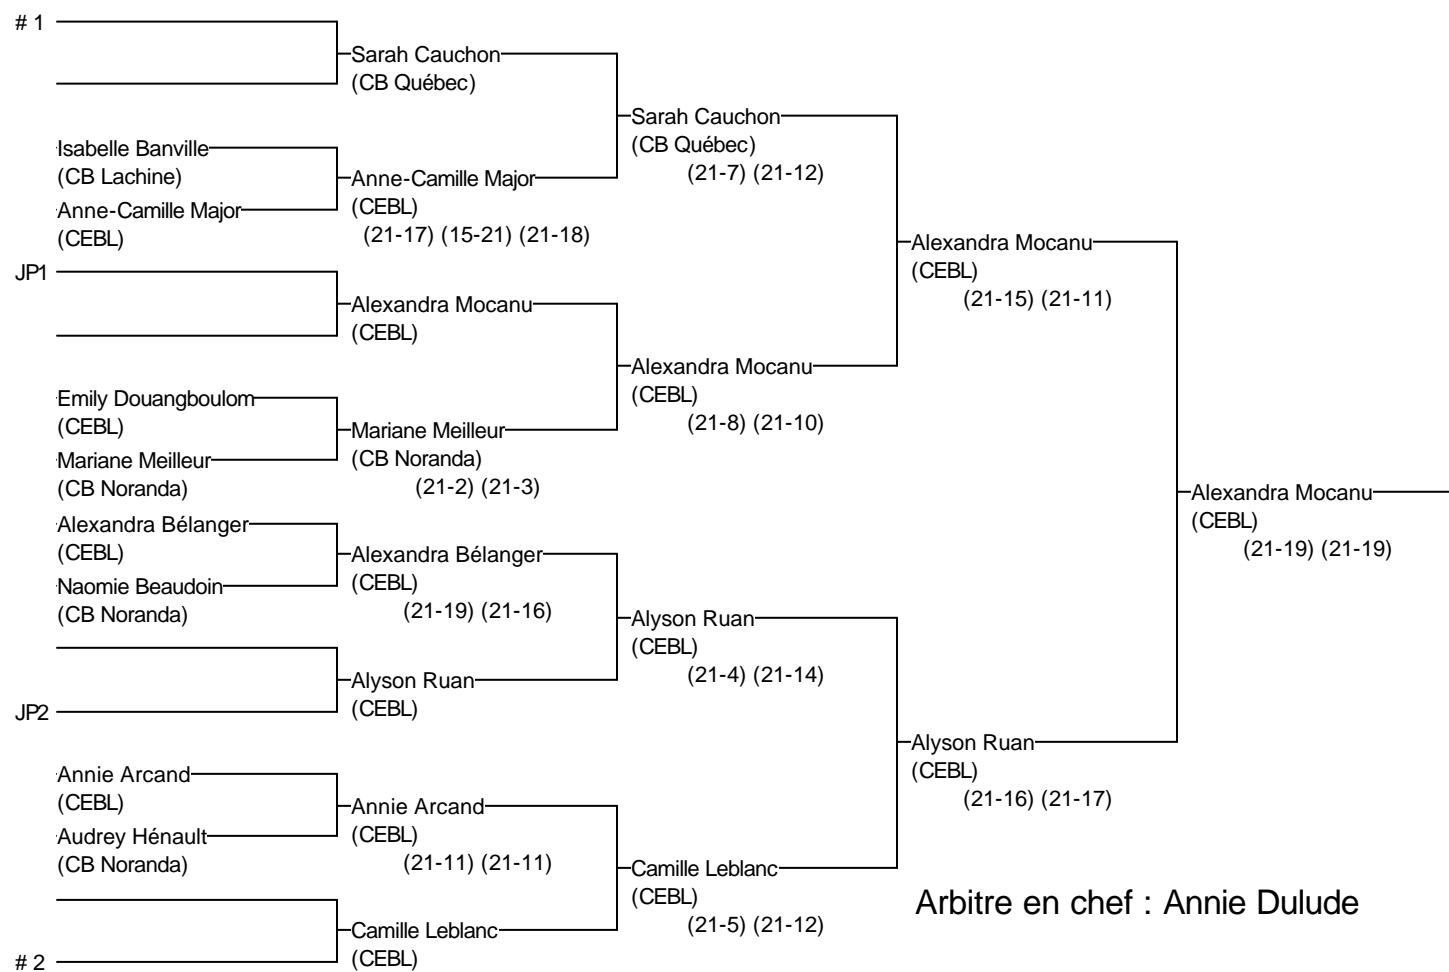 # 1
Sarah Cauchon
(CB Québec)
Sarah Cauchon
(CB Québec)
(21-7) (21-12)
Isabelle Banville
(CB Lachine)
Anne-Camille Major
(CEBL)
(21-17) (15-21) (21-18)
Anne-Camille Major
(CEBL)
Alexandra Mocanu
(CEBL)
(21-15) (21-11)
JP1
Alexandra Mocanu
(CEBL)
Alexandra Mocanu
(CEBL)
(21-8) (21-10)
Emily Douangboulom
(CEBL)
Mariane Meilleur
(CB Noranda)
(21-2) (21-3)
Mariane Meilleur
(CB Noranda)
Alexandra Mocanu
(CEBL)
(21-19) (21-19)
Alexandra Bélanger
(CEBL)
Alexandra Bélanger
(CEBL)
(21-19) (21-16)
Naomie Beaudoin
(CB Noranda)
Alyson Ruan
(CEBL)
(21-4) (21-14)
Alyson Ruan
(CEBL)
JP2
Alyson Ruan
(CEBL)
(21-16) (21-17)
Annie Arcand
(CEBL)
Annie Arcand
(CEBL)
(21-11) (21-11)
Audrey Hénault
(CB Noranda)
Camille Leblanc
(CEBL)
(21-5) (21-12)
Arbitre en chef : Annie Dulude
Camille Leblanc
(CEBL)
# 2